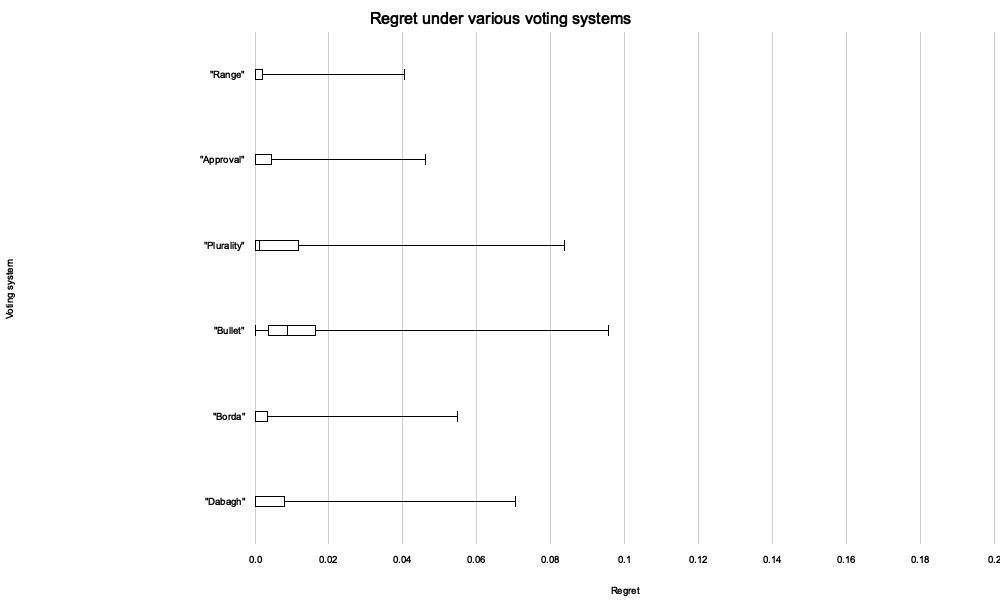 Regret under various voting systems
"Range"
"Approval"
"Plurality"
Voting system
"Bullet"
"Borda"
"Dabagh"
0.0 0.02 0.04 0.06 0.08 0.1 0.12 0.14 0.16 0.18 0.2
Regret